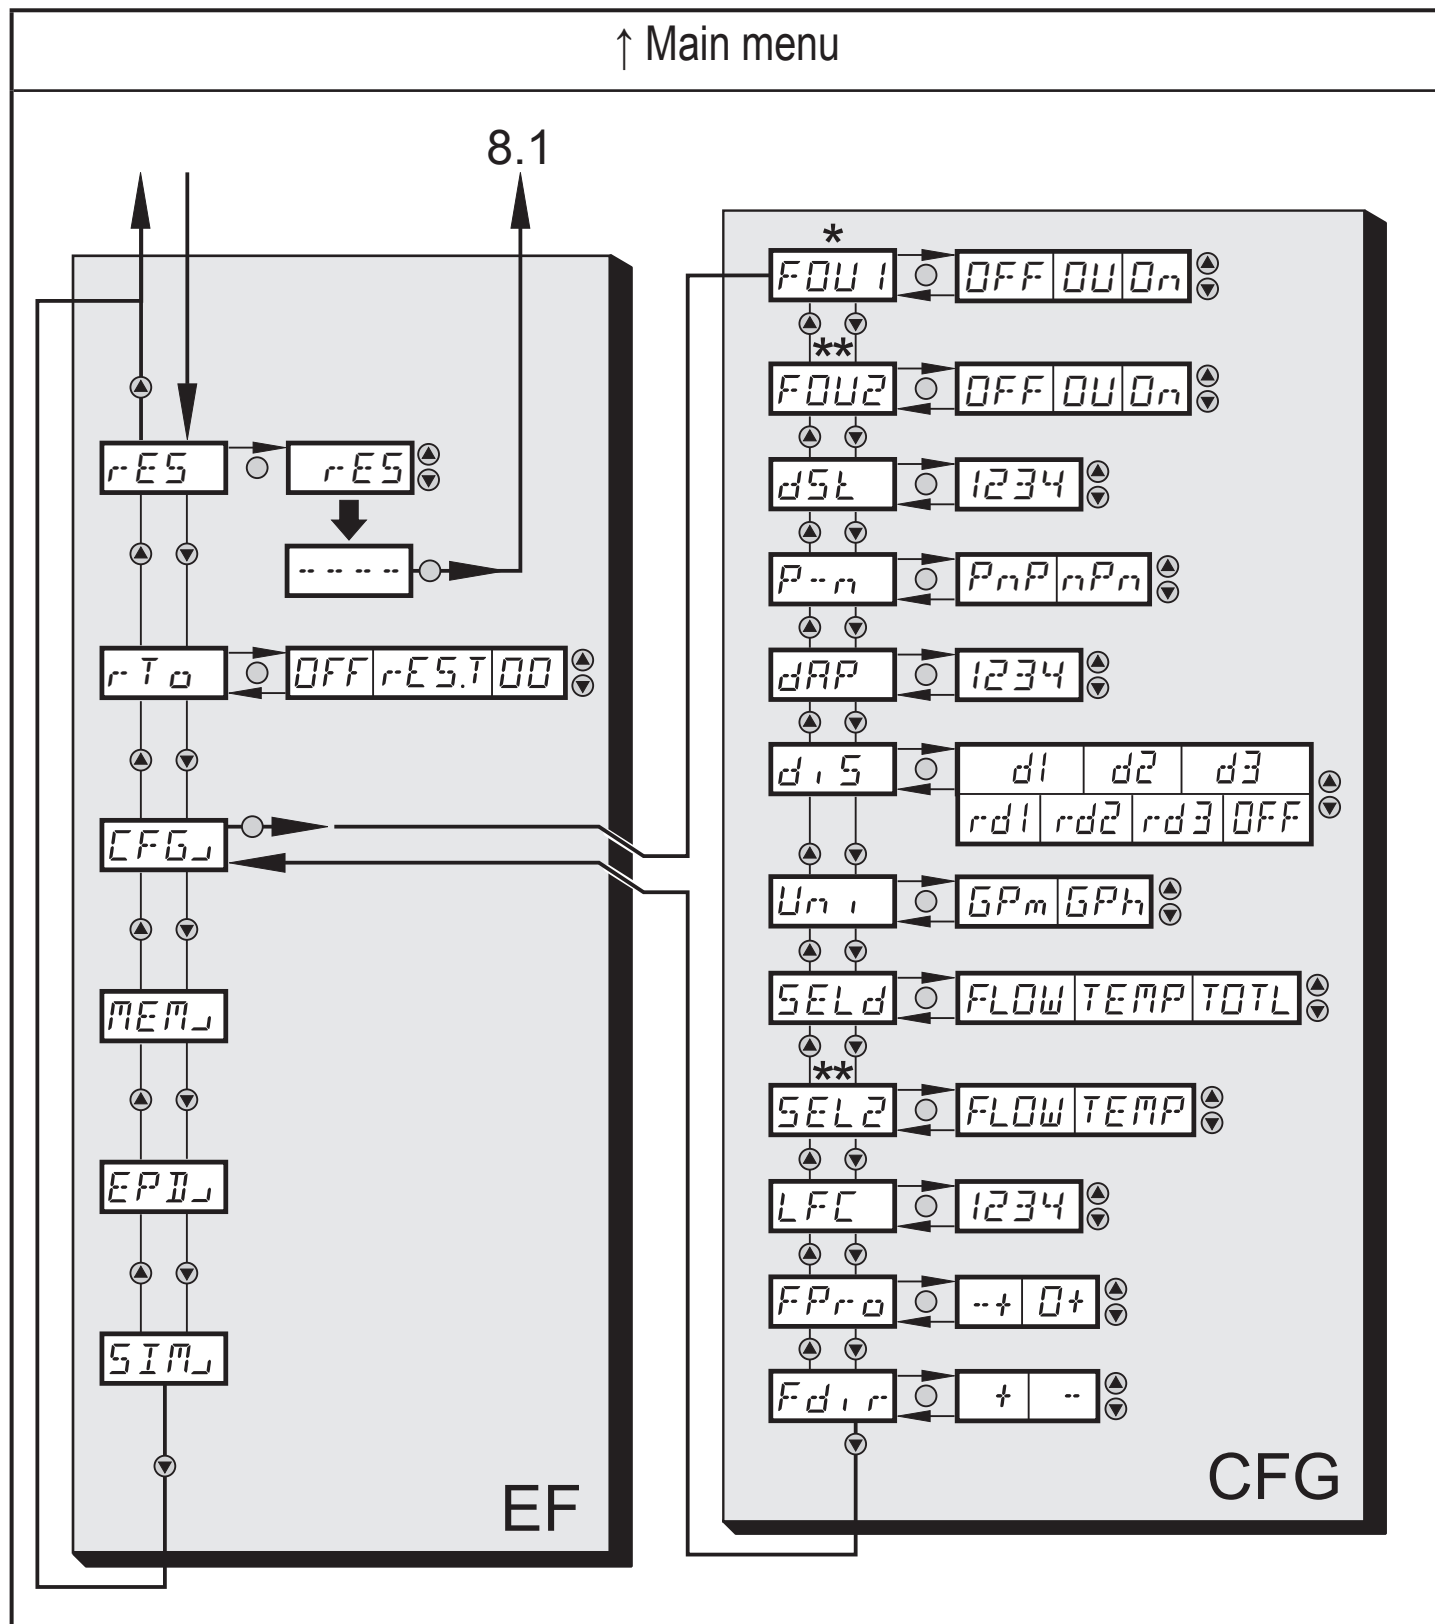 ↑ Main menu
8.1
rES
rES
- - - -
rTo
OFF rES.T 00
CFG
MEM
EPD
SIM
EF
*
FOU1
OFF OU On
**
FOU2
OFF OU On
dSt
1234
P-n
PnP nPn
dAP
1234
diS
d1 d2 d3
rd1 rd2 rd3 OFF
Uni
GPm GPh
SELd
FLOW TEMP TOTL
**
SEL2
FLOW TEMP
LFC
1234
FPro
-+ 0+
Fdir
+ -
CFG